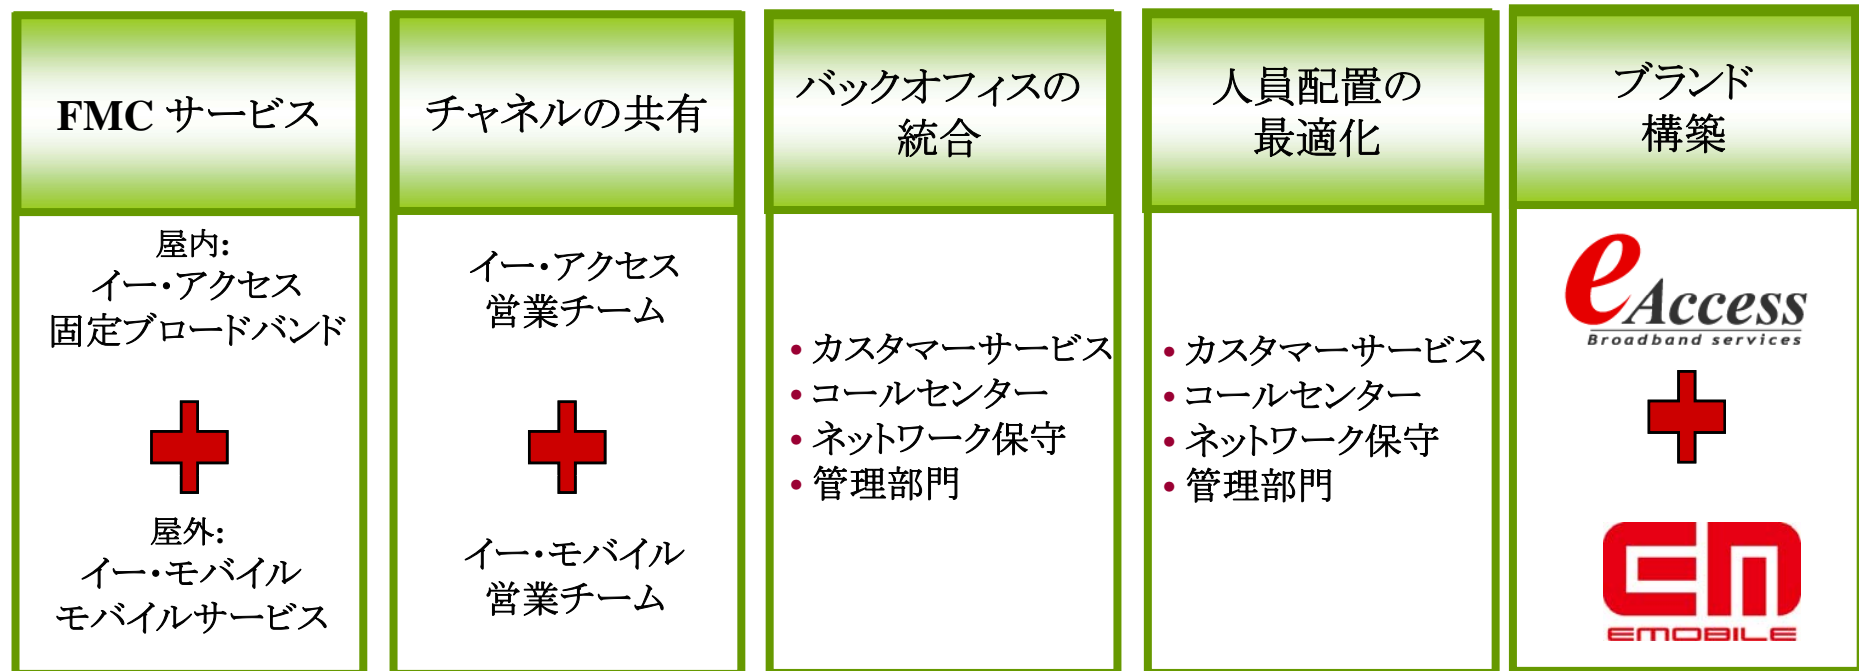 FMC サービス
屋内:
イー・アクセス
固定ブロードバンド
屋外:
イー・モバイル
モバイルサービス
チャネルの共有
イー・アクセス
営業チーム
イー・モバイル
営業チーム
バックオフィスの
統合
• カスタマーサービス
• コールセンター
• ネットワーク保守
• 管理部門
人員配置の
最適化
• カスタマーサービス
• コールセンター
• ネットワーク保守
• 管理部門
ブランド
構築
eAccess
Broadband services
EM
EMOBILE